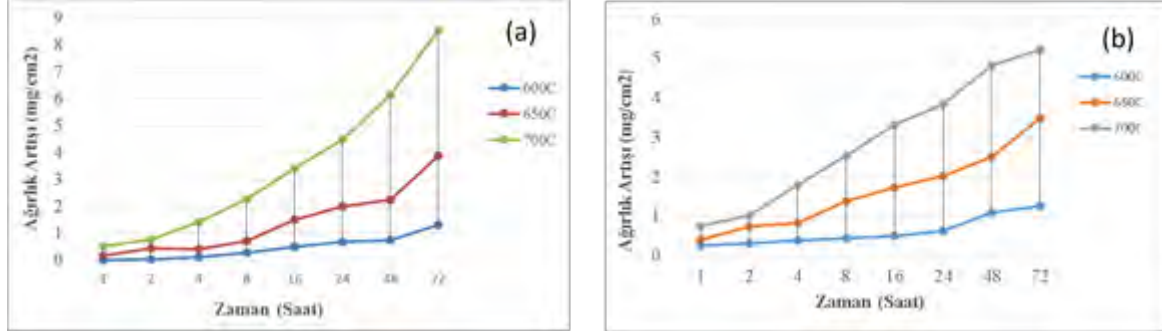 (a)
Ağırlık Artışı (mg/cm2)
9
8
7
6
5
4
3
2
1
0
1 2 4 8 16 24 48 72
Zaman (Saat)
600C
650C
700C
(b)
Ağırlık Artışı (mg/cm2)
6
5
4
3
2
1
0
1 2 4 8 16 24 48 72
Zaman (Saat)
600C
650C
700C